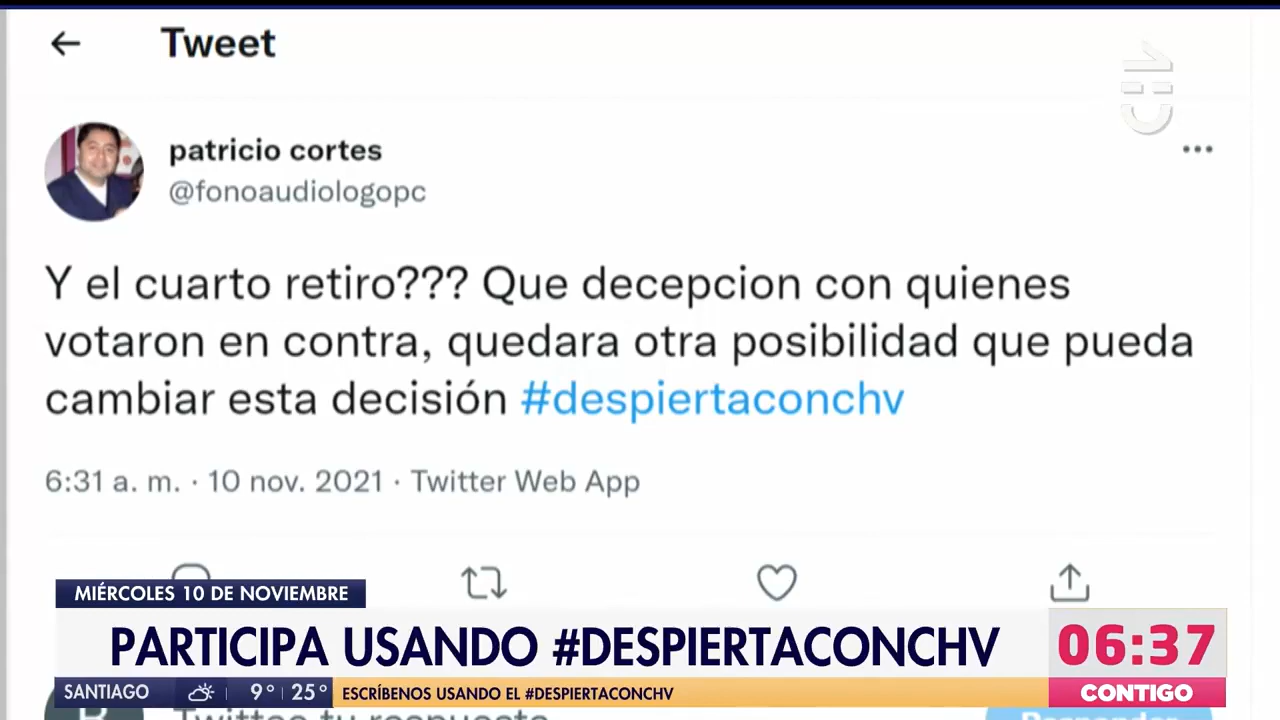 Tweet
patricio cortes
@fonoaudiologopc
Y el cuarto retiro??? Que decepcion con quienes
votaron en contra, quedara otra posibilidad que pueda
cambiar esta decisión #despiertaconchv
6:31 a. m. · 10 nov. 2021 · Twitter Web App
MIÉRCOLES 10 DE NOVIEMBRE
PARTICIPA USANDO #DESPIERTACONCHV
06:37
SANTIAGO 9° 25° ESCRÍBENOS USANDO EL #DESPIERTACONCHV
CONTIGO